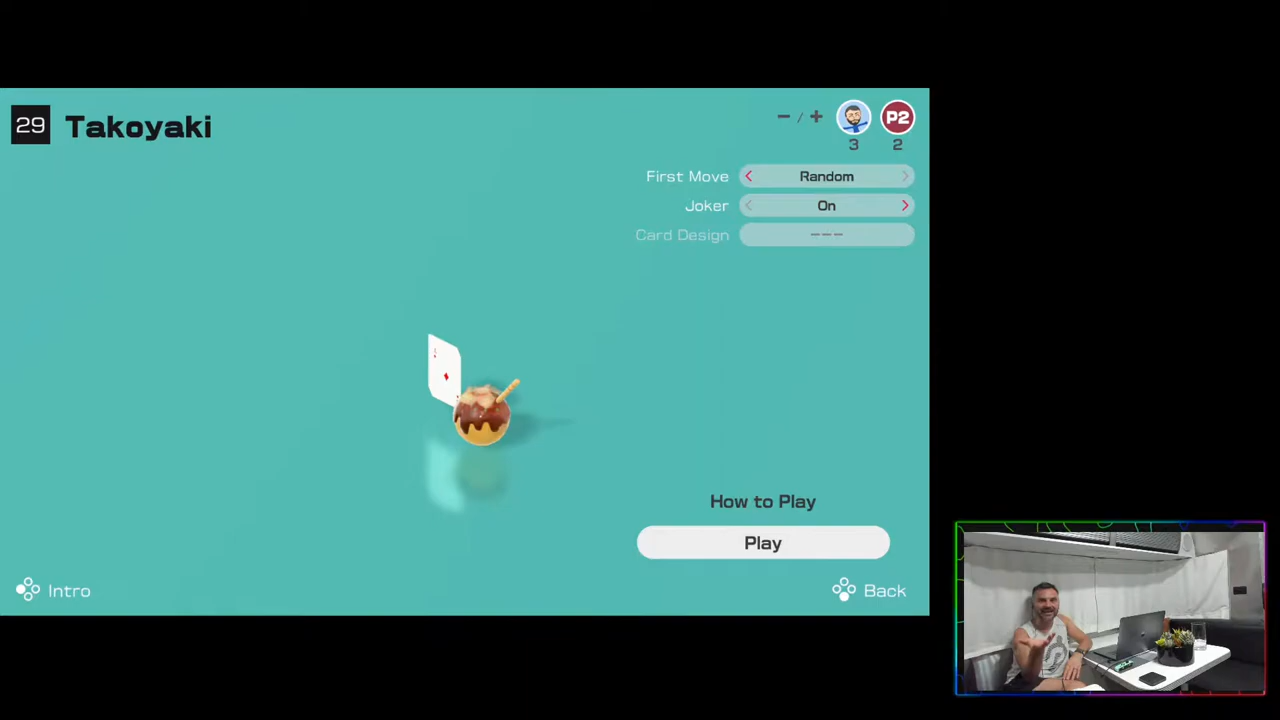 29 Takoyaki
− / + P2
3 2
First Move Random
Joker On
Card Design ---
How to Play
Play
Intro
Back